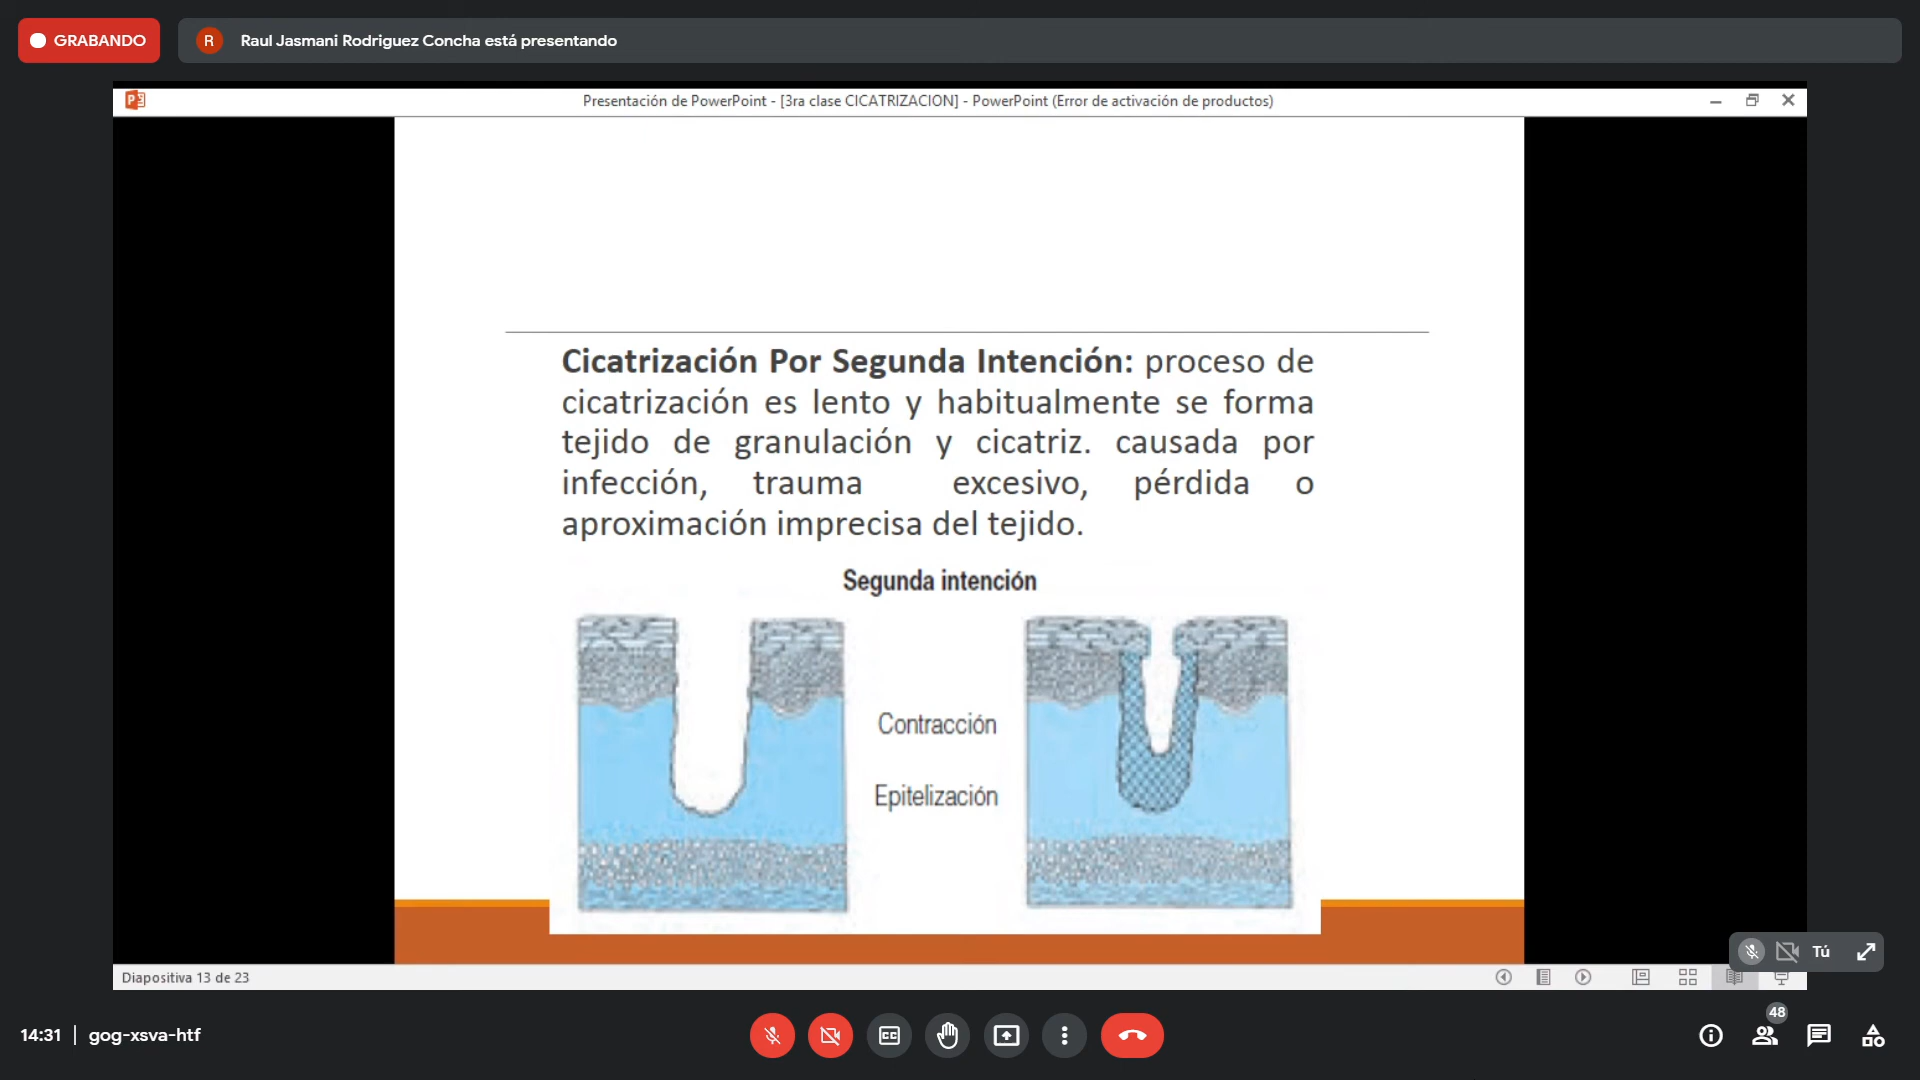 GRABANDO
R
Raul Jasmani Rodriguez Concha está presentando
Presentación de PowerPoint - [3ra clase CICATRIZACION] - PowerPoint (Error de activación de productos)
Cicatrización Por Segunda Intención: proceso de
cicatrización es lento y habitualmente se forma
tejido de granulación y cicatriz. causada por
infección, trauma excesivo, pérdida o
aproximación imprecisa del tejido.
Segunda intención
Contracción
Epitelización
Tú
Diapositiva 13 de 23
14:31 | gog-xsva-htf
48